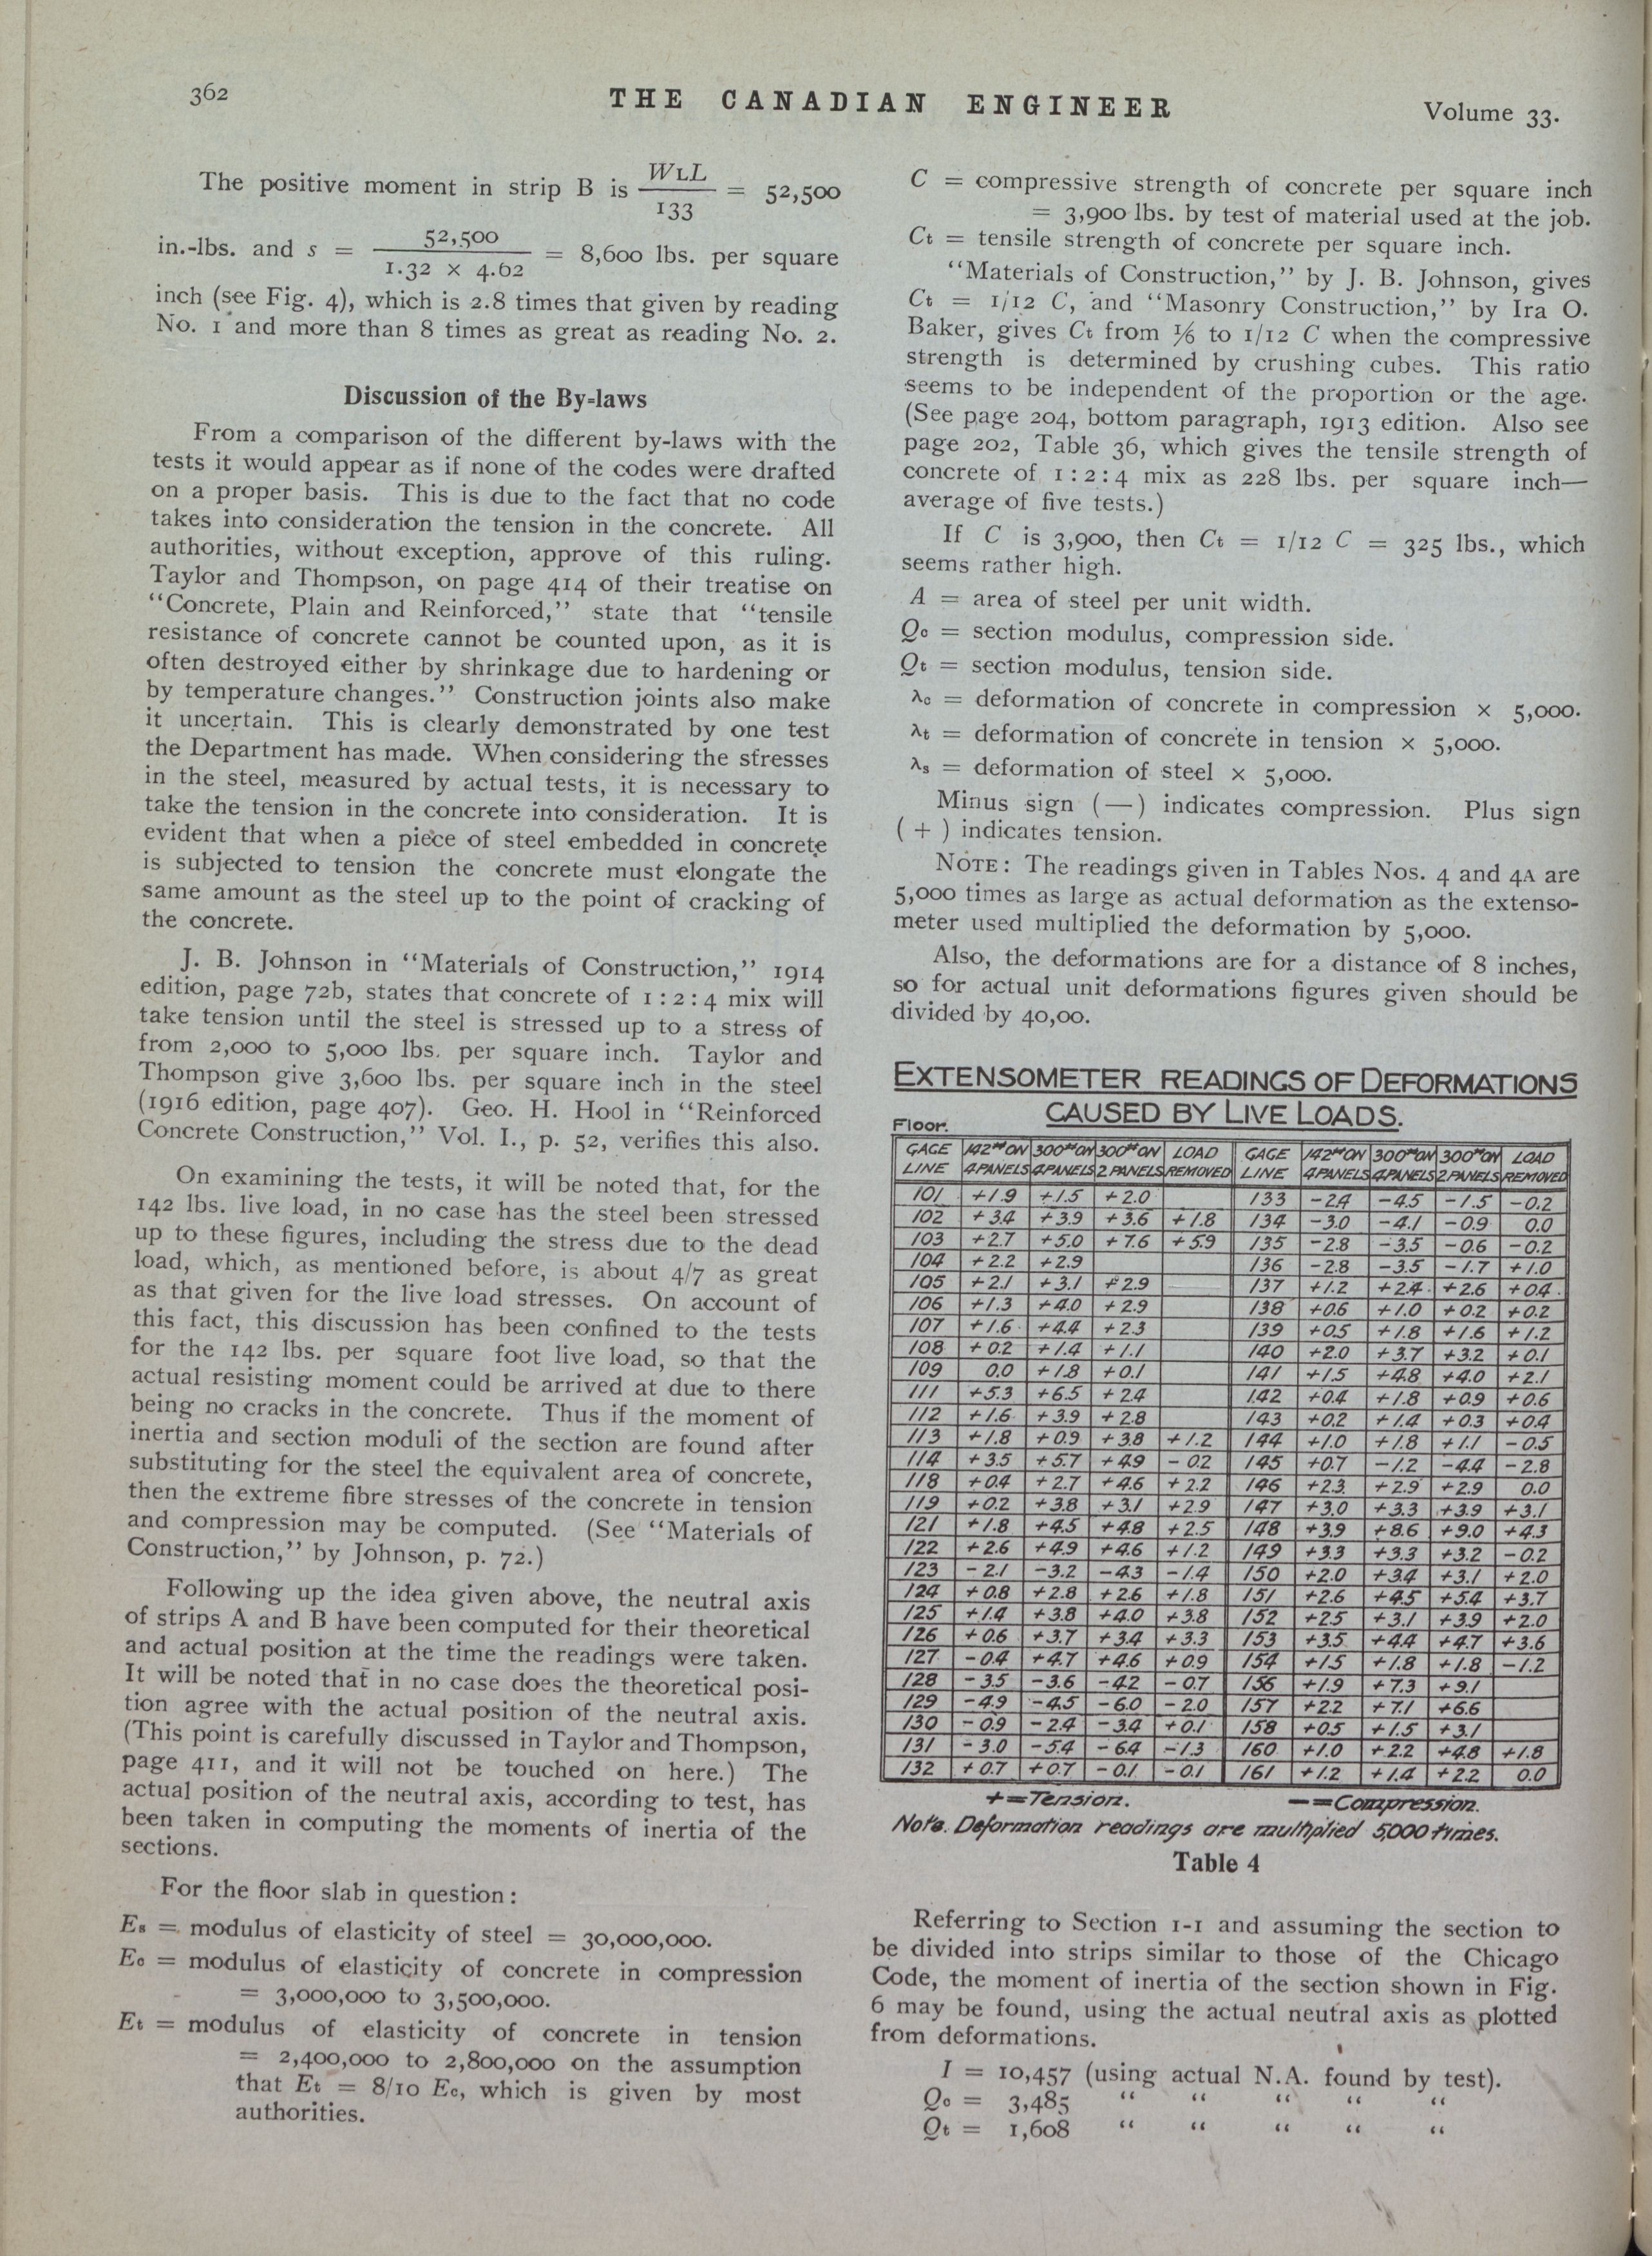 362
THE CANADIAN ENGINEER
Volume 33.
The positive moment in strip B is WLL / 133 = 52,500
in.-lbs. and s = 52,500 / 1.32 × 4.62 = 8,600 lbs. per square
inch (see Fig. 4), which is 2.8 times that given by reading
No. 1 and more than 8 times as great as reading No. 2.
Discussion of the By-laws
From a comparison of the different by-laws with the
tests it would appear as if none of the codes were drafted
on a proper basis. This is due to the fact that no code
takes into consideration the tension in the concrete. All
authorities, without exception, approve of this ruling.
Taylor and Thompson, on page 414 of their treatise on
"Concrete, Plain and Reinforced," state that "tensile
resistance of concrete cannot be counted upon, as it is
often destroyed either by shrinkage due to hardening or
by temperature changes." Construction joints also make
it uncertain. This is clearly demonstrated by one test
the Department has made. When considering the stresses
in the steel, measured by actual tests, it is necessary to
take the tension in the concrete into consideration. It is
evident that when a piece of steel embedded in concrete
is subjected to tension the concrete must elongate the
same amount as the steel up to the point of cracking of
the concrete.
J. B. Johnson in "Materials of Construction," 1914
edition, page 72b, states that concrete of 1 : 2 : 4 mix will
take tension until the steel is stressed up to a stress of
from 2,000 to 5,000 lbs. per square inch. Taylor and
Thompson give 3,600 lbs. per square inch in the steel
(1916 edition, page 407). Geo. H. Hool in "Reinforced
Concrete Construction," Vol. I., p. 52, verifies this also.
On examining the tests, it will be noted that, for the
142 lbs. live load, in no case has the steel been stressed
up to these figures, including the stress due to the dead
load, which, as mentioned before, is about 4/7 as great
as that given for the live load stresses. On account of
this fact, this discussion has been confined to the tests
for the 142 lbs. per square foot live load, so that the
actual resisting moment could be arrived at due to there
being no cracks in the concrete. Thus if the moment of
inertia and section moduli of the section are found after
substituting for the steel the equivalent area of concrete,
then the extreme fibre stresses of the concrete in tension
and compression may be computed. (See "Materials of
Construction," by Johnson, p. 72.)
Following up the idea given above, the neutral axis
of strips A and B have been computed for their theoretical
and actual position at the time the readings were taken.
It will be noted that in no case does the theoretical posi-
tion agree with the actual position of the neutral axis.
(This point is carefully discussed in Taylor and Thompson,
page 411, and it will not be touched on here.) The
actual position of the neutral axis, according to test, has
been taken in computing the moments of inertia of the
sections.
For the floor slab in question :
Es = modulus of elasticity of steel = 30,000,000.
Ec = modulus of elasticity of concrete in compression
= 3,000,000 to 3,500,000.
Et = modulus of elasticity of concrete in tension
= 2,400,000 to 2,800,000 on the assumption
that Et = 8/10 Ec, which is given by most
authorities.
C = compressive strength of concrete per square inch
= 3,900 lbs. by test of material used at the job.
Ct = tensile strength of concrete per square inch.
"Materials of Construction," by J. B. Johnson, gives
Ct = 1/12 C, and "Masonry Construction," by Ira O.
Baker, gives Ct from ⅙ to 1/12 C when the compressive
strength is determined by crushing cubes. This ratio
seems to be independent of the proportion or the age.
(See page 204, bottom paragraph, 1913 edition. Also see
page 202, Table 36, which gives the tensile strength of
concrete of 1 : 2 : 4 mix as 228 lbs. per square inch—
average of five tests.)
If C is 3,900, then Ct = 1/12 C = 325 lbs., which
seems rather high.
A = area of steel per unit width.
Qc = section modulus, compression side.
Qt = section modulus, tension side.
λc = deformation of concrete in compression × 5,000.
λt = deformation of concrete in tension × 5,000.
λs = deformation of steel × 5,000.
Minus sign (—) indicates compression. Plus sign
(+) indicates tension.
NOTE: The readings given in Tables Nos. 4 and 4A are
5,000 times as large as actual deformation as the extenso-
meter used multiplied the deformation by 5,000.
Also, the deformations are for a distance of 8 inches,
so for actual unit deformations figures given should be
divided by 40,00.
EXTENSOMETER READINGS OF DEFORMATIONS
CAUSED BY LIVE LOADS.
Floor.
GAGE LINE 142## ON 4 PANELS 300## ON 4 PANELS 300## ON 2 PANELS LOAD REMOVED GAGE LINE 142## ON 4 PANELS 300## ON 4 PANELS 300## ON 2 PANELS LOAD REMOVED
101 +1.9 +1.5 +2.0 133 -2.4 -4.5 -1.5 -0.2
102 +3.4 +3.9 +3.6 +1.8 134 -3.0 -4.1 -0.9 0.0
103 +2.7 +5.0 +7.6 +5.9 135 -2.8 -3.5 -0.6 -0.2
104 +2.2 +2.9 136 -2.8 -3.5 -1.7 +1.0
105 +2.1 +3.1 +2.9 137 +1.2 +2.4 +2.6 +0.4
106 +1.3 +4.0 +2.9 138 +0.6 +1.0 +0.2 +0.2
107 +1.6 +4.4 +2.3 139 +0.5 +1.8 +1.6 +1.2
108 +0.2 +1.4 +1.1 140 +2.0 +3.7 +3.2 +0.1
109 0.0 +1.8 +0.1 141 +1.5 +4.8 +4.0 +2.1
111 +5.3 +6.5 +2.4 142 +0.4 +1.8 +0.9 +0.6
112 +1.6 +3.9 +2.8 143 +0.2 +1.4 +0.3 +0.4
113 +1.8 +0.9 +3.8 +1.2 144 +1.0 +1.8 +1.1 -0.5
114 +3.5 +5.7 +4.9 -0.2 145 +0.7 -1.2 -4.4 -2.8
118 +0.4 +2.7 +4.6 +2.2 146 +2.3 +2.9 +2.9 0.0
119 +0.2 +3.8 +3.1 +2.9 147 +3.0 +3.3 +3.9 +3.1
121 +1.8 +4.5 +4.8 +2.5 148 +3.9 +8.6 +9.0 +4.3
122 +2.6 +4.9 +4.6 +1.2 149 +3.3 +3.3 +3.2 -0.2
123 -2.1 -3.2 -4.3 -1.4 150 +2.0 +3.4 +3.1 +2.0
124 +0.8 +2.8 +2.6 +1.8 151 +2.6 +4.5 +5.4 +3.7
125 +1.4 +3.8 +4.0 +3.8 152 +2.5 +3.1 +3.9 +2.0
126 +0.6 +3.7 +3.4 +3.3 153 +3.5 +4.4 +4.7 +3.6
127 -0.4 +4.7 +4.6 +0.9 154 +1.5 +1.8 +1.8 -1.2
128 -3.5 -3.6 -4.2 -0.7 156 +1.9 +7.3 +9.1
129 -4.9 -4.5 -6.0 -2.0 157 +2.2 +7.1 +6.6
130 -0.9 -2.4 -3.4 +0.1 158 +0.5 +1.5 +3.1
131 -3.0 -5.4 -6.4 -1.3 160 +1.0 +2.2 +4.8 +1.8
132 +0.7 +0.7 -0.1 -0.1 161 +1.2 +1.4 +2.2 0.0
+=Tension. -=Compression.
Note. Deformation readings are multiplied 5,000 times.
Table 4
Referring to Section 1-1 and assuming the section to
be divided into strips similar to those of the Chicago
Code, the moment of inertia of the section shown in Fig.
6 may be found, using the actual neutral axis as plotted
from deformations.
I = 10,457 (using actual N.A. found by test).
Qc = 3,485 " " " " "
Qt = 1,608 " " " " "